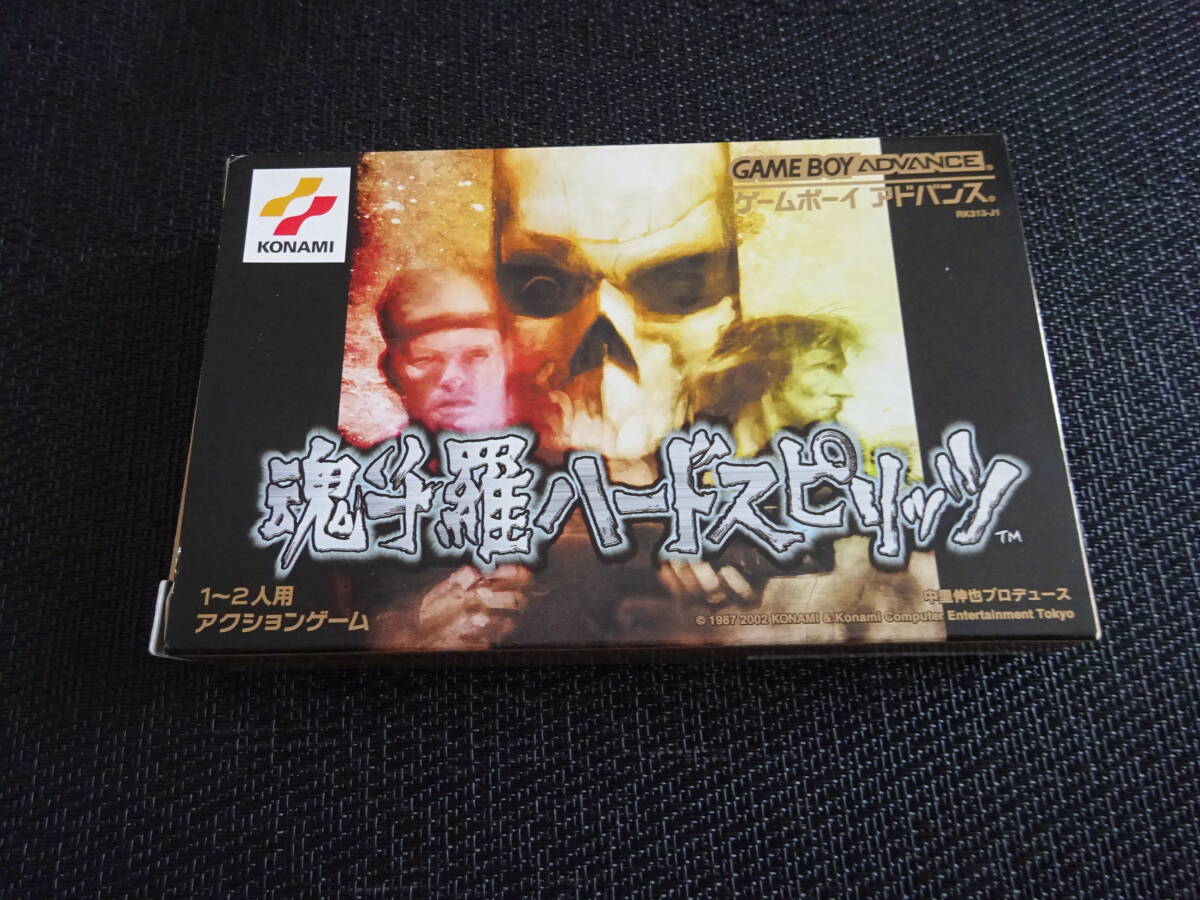 KONAMI
GAME BOY ADVANCE
ゲームボーイ アドバンス
RK313-J1
魂斗羅ハードスピリッツ
TM
1~2人用
アクションゲーム
中里伸也プロデュース
© 1987 2002 KONAMI & Konami Computer Entertainment Tokyo